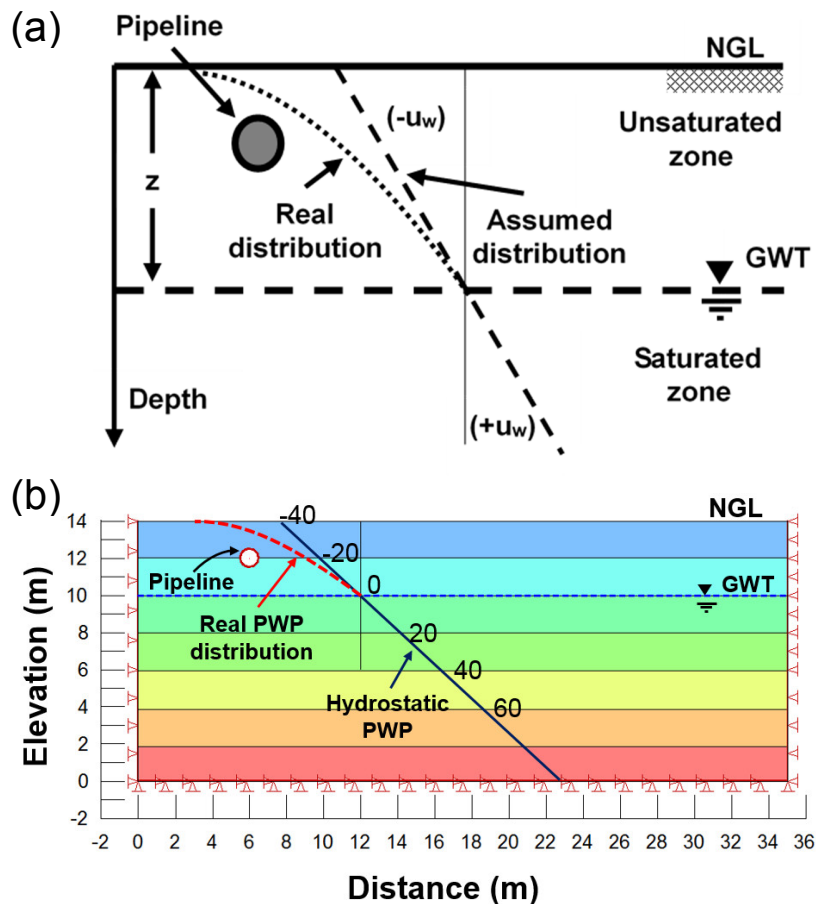 (a)
Pipeline
NGL
(-uw)
Unsaturated
zone
z
Real
distribution
Assumed
distribution
GWT
Saturated
zone
Depth
(+uw)
(b)
NGL
14
12
10
8
6
4
2
0
-2
Elevation (m)
-40
-20
0
20
40
60
Pipeline
GWT
Real PWP
distribution
Hydrostatic
PWP
-2 0 2 4 6 8 10 12 14 16 18 20 22 24 26 28 30 32 34 36
Distance (m)